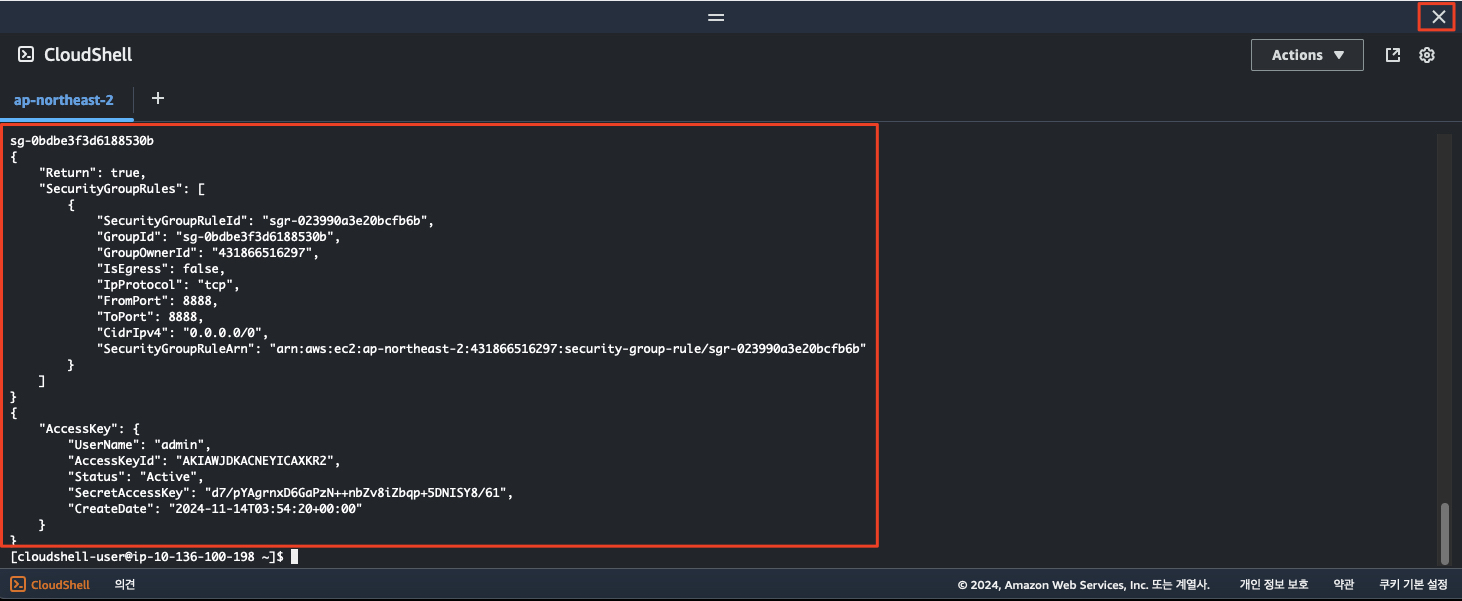 CloudShell
Actions
ap-northeast-2
sg-0bdbe3f3d6188530b
{
    "Return": true,
    "SecurityGroupRules": [
        {
            "SecurityGroupRuleId": "sgr-023990a3e20bcfb6b",
            "GroupId": "sg-0bdbe3f3d6188530b",
            "GroupOwnerId": "431866516297",
            "IsEgress": false,
            "IpProtocol": "tcp",
            "FromPort": 8888,
            "ToPort": 8888,
            "CidrIpv4": "0.0.0.0/0",
            "SecurityGroupRuleArn": "arn:aws:ec2:ap-northeast-2:431866516297:security-group-rule/sgr-023990a3e20bcfb6b"
        }
    ]
}
{
    "AccessKey": {
        "UserName": "admin",
        "AccessKeyId": "AKIAWJDKACNEYICAXKR2",
        "Status": "Active",
        "SecretAccessKey": "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",
        "CreateDate": "2024-11-14T03:54:20+00:00"
    }
}
[cloudshell-user@ip-10-136-100-198 ~]$
CloudShell 의견 © 2024, Amazon Web Services, Inc. 또는 계열사. 개인 정보 보호 약관 쿠키 기본 설정